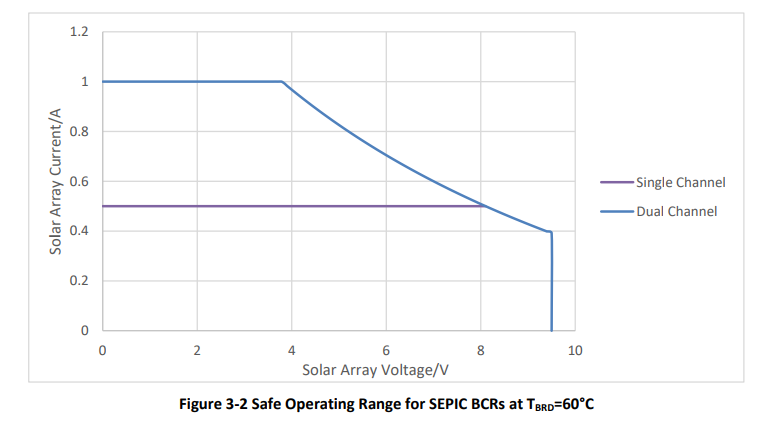 1.2
1
0.8
0.6
0.4
0.2
0
Solar Array Current/A
0 2 4 6 8 10
Solar Array Voltage/V
Single Channel
Dual Channel
Figure 3-2 Safe Operating Range for SEPIC BCRs at TBRD=60°C